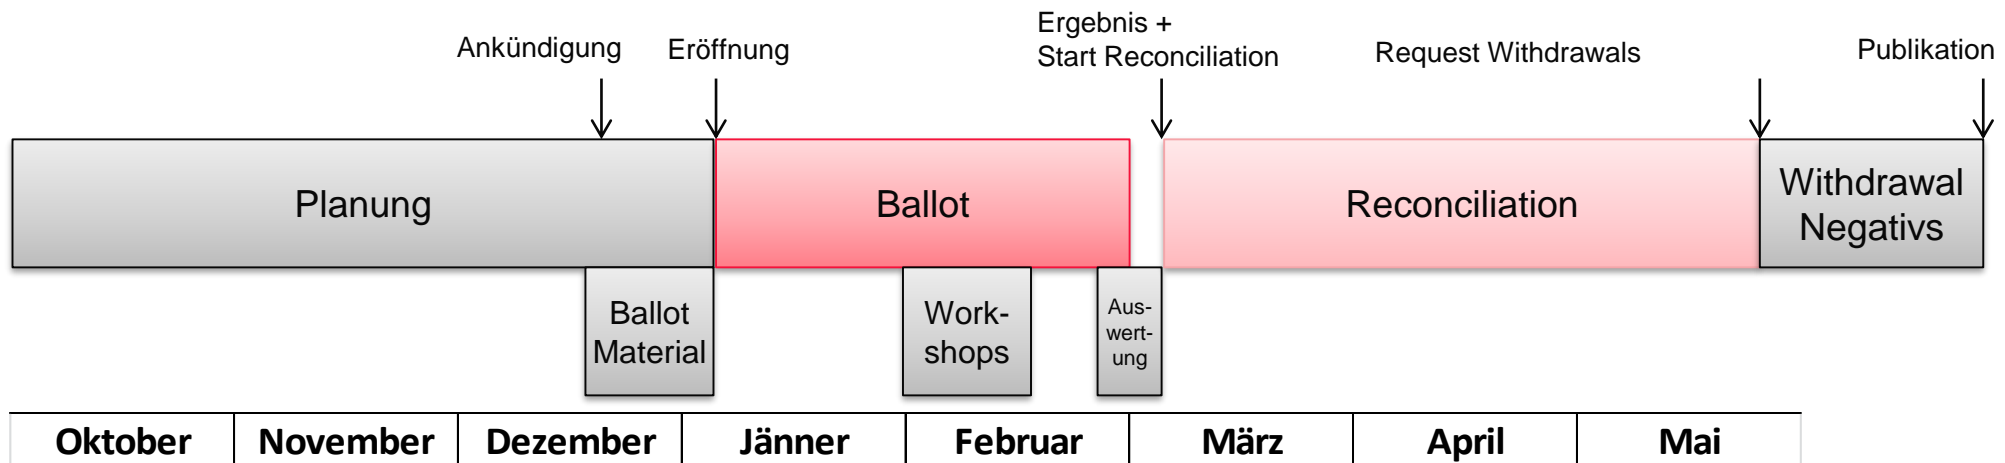 Ankündigung
Eröffnung
Ergebnis +
Start Reconciliation
Request Withdrawals
Publikation
Planung
Ballot
Reconciliation
Withdrawal
Negativs
Ballot
Material
Work-
shops
Aus-
wert-
ung
Oktober
November
Dezember
Jänner
Februar
März
April
Mai